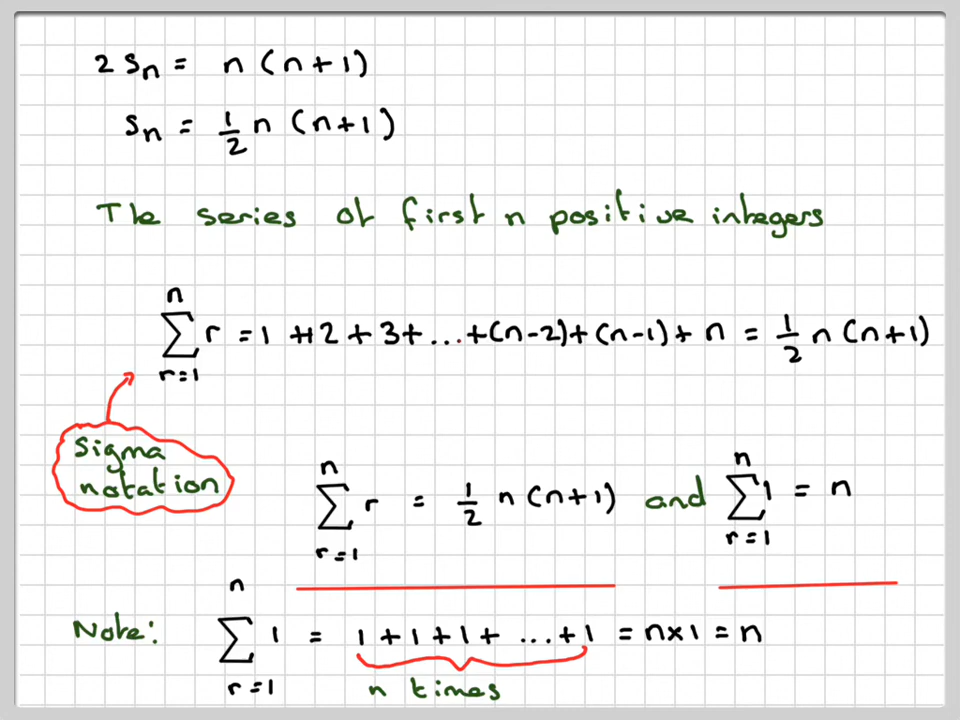 2 Sn = n (n+1)
Sn = 1/2 n (n+1)
The series of first n positive integers
n
∑ r = 1 + 2 + 3 + ... + (n-2) + (n-1) + n = 1/2 n (n+1)
r=1
Sigma
notation
n
∑ r = 1/2 n (n+1) and n ∑ 1 = n
r=1 r=1
n
Note: ∑ 1 = 1 + 1 + 1 + ... + 1 = n×1 = n
r=1 n times